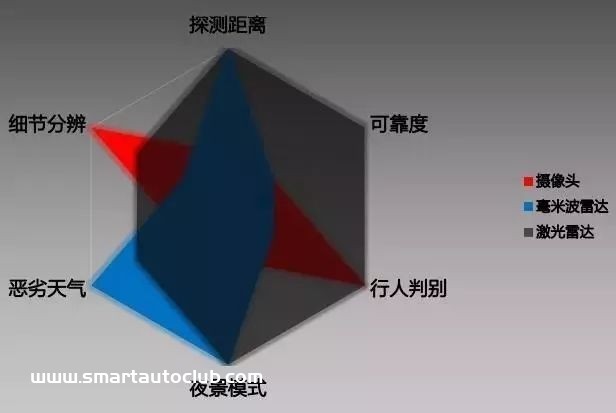 探测距离
细节分辨
可靠度
摄像头
毫米波雷达
激光雷达
恶劣天气
行人判别
www.smartautoclub.com
夜景模式